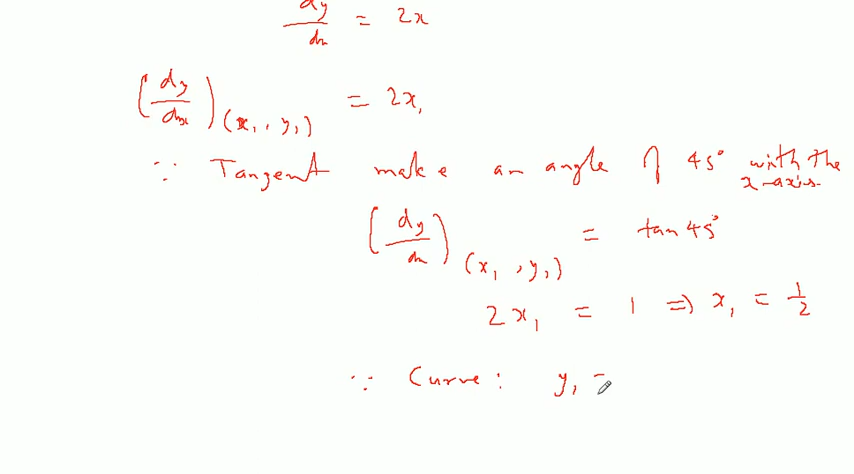 dy/dx = 2x
(dy/dx)(x₁, y₁) = 2x₁
∵ Tangent make an angle of 45° with the x-axis.
(dy/dx)(x₁, y₁) = tan 45°
2x₁ = 1 ⇒ x₁ = 1/2
∵ Curve: y₁ =